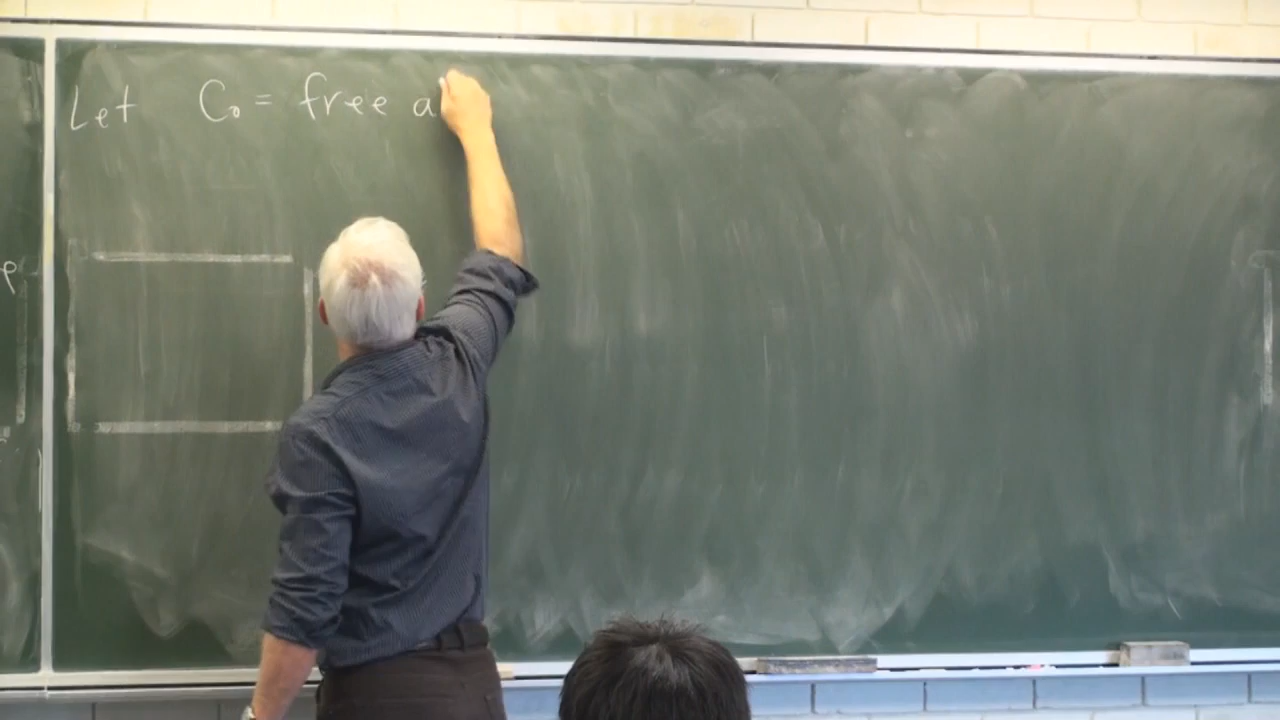 Let C₀ = free a